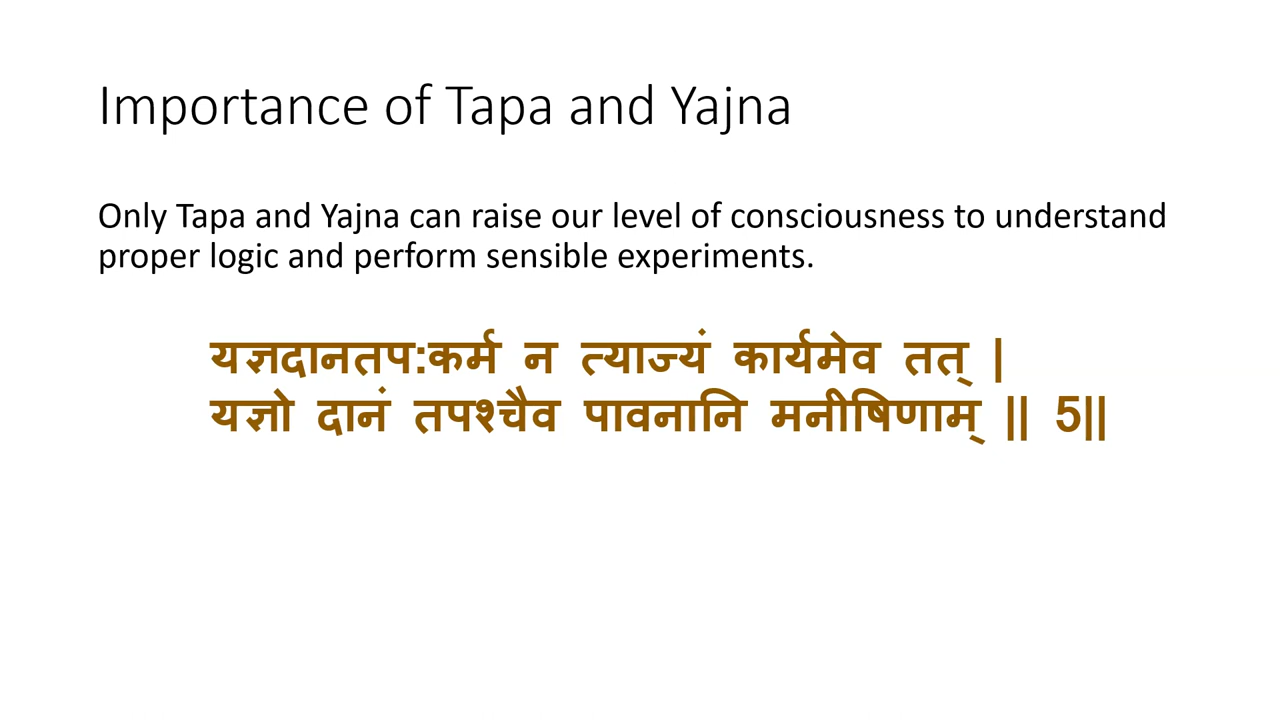 Importance of Tapa and Yajna
Only Tapa and Yajna can raise our level of consciousness to understand
proper logic and perform sensible experiments.
यज्ञदानतप:कर्म न त्याज्यं कार्यमेव तत् |
यज्ञो दानं तपश्चैव पावनानि मनीषिणाम् || 5||